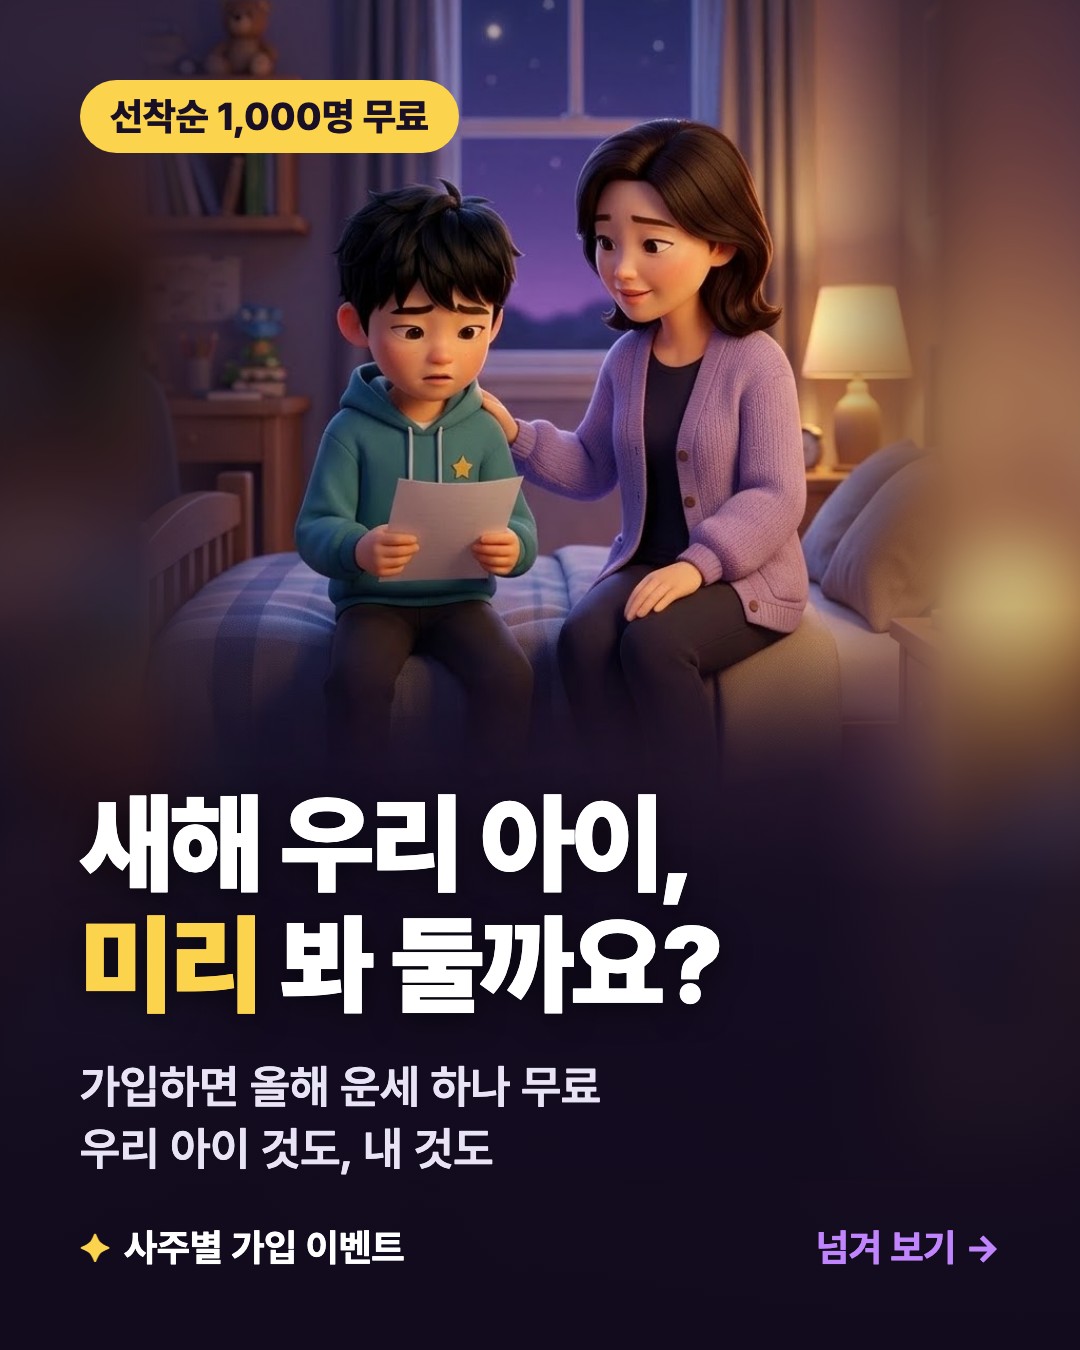 선착순 1,000명 무료
새해 우리 아이,
미리 봐 둘까요?
가입하면 올해 운세 하나 무료
우리 아이 것도, 내 것도
사주별 가입 이벤트
넘겨 보기 →